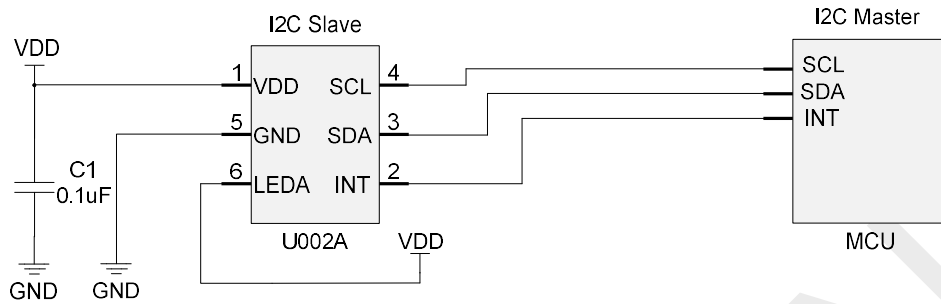 I2C Slave
I2C Master
VDD
1 VDD SCL 4
5 GND SDA 3
6 LEDA INT 2
SCL
SDA
INT
C1
0.1uF
U002A
VDD
MCU
GND
GND